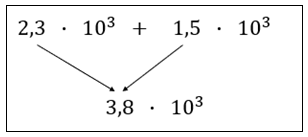 2,3 · 10³ + 1,5 · 10³
3,8 · 10³